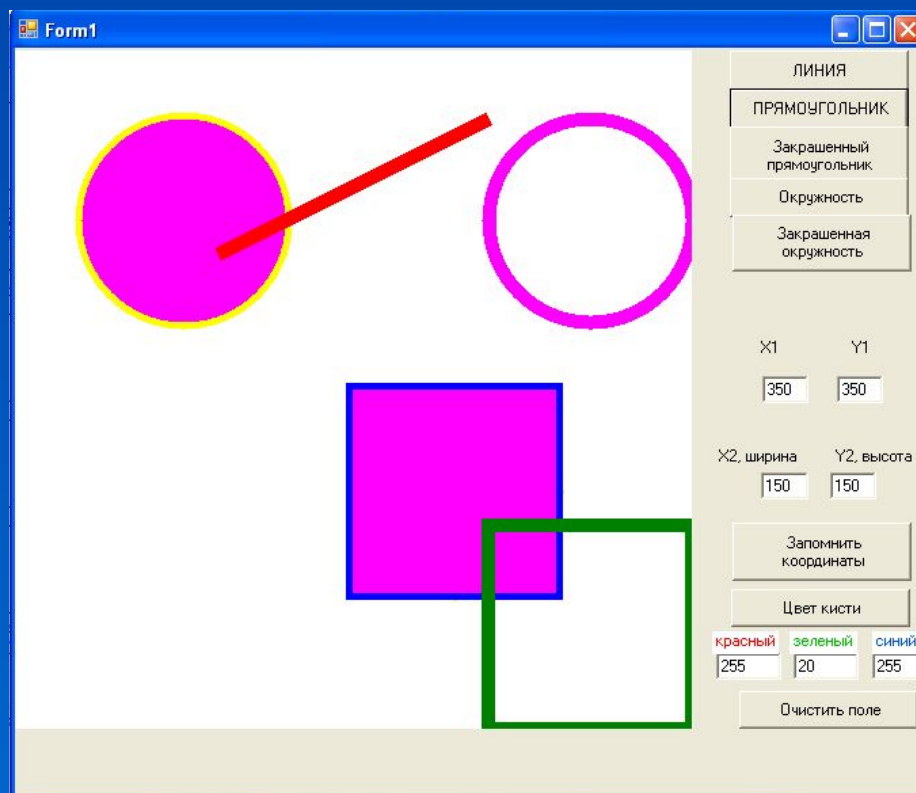 Form1
ЛИНИЯ
ПРЯМОУГОЛЬНИК
Закрашенный
прямоугольник
Окружность
Закрашенная
окружность
X1 Y1
350 350
X2, ширина Y2, высота
150 150
Запомнить
координаты
Цвет кисти
красный зеленый синий
255 20 255
Очистить поле